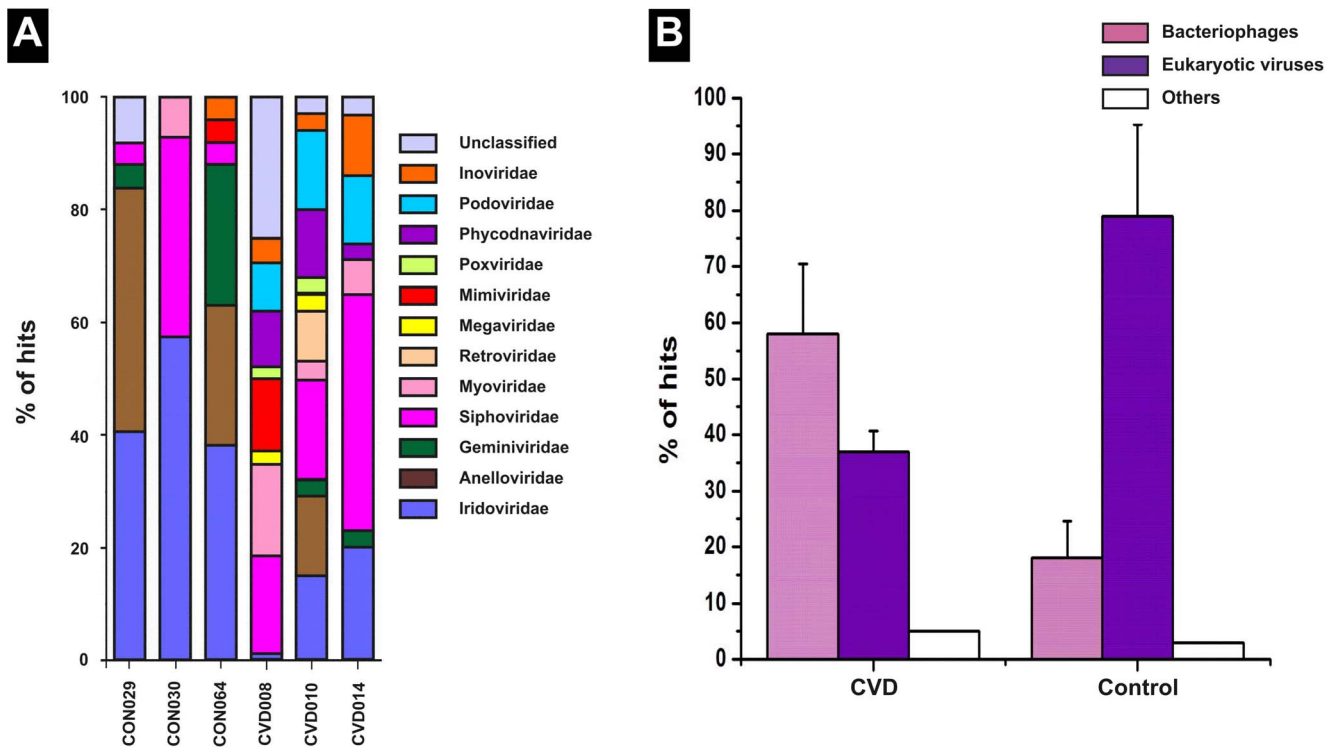 A
% of hits
100
80
60
40
20
0
CON029
CON030
CON064
CVD008
CVD010
CVD014
Unclassified
Inoviridae
Podoviridae
Phycodnaviridae
Poxviridae
Mimiviridae
Megaviridae
Retroviridae
Myoviridae
Siphoviridae
Geminiviridae
Anelloviridae
Iridoviridae
B
Bacteriophages
Eukaryotic viruses
Others
% of hits
100
90
80
70
60
50
40
30
20
10
0
CVD
Control